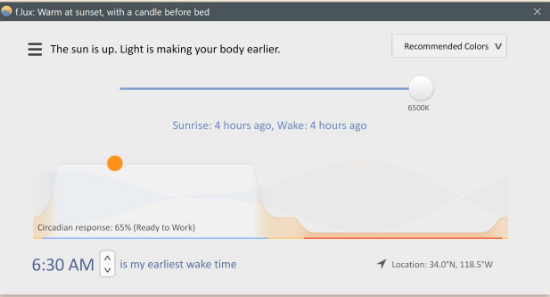 f.lux: Warm at sunset, with a candle before bed
The sun is up. Light is making your body earlier.
Recommended Colors
6500K
Sunrise: 4 hours ago, Wake: 4 hours ago
Circadian response: 65% (Ready to Work)
6:30 AM is my earliest wake time
Location: 34.0°N, 118.5°W